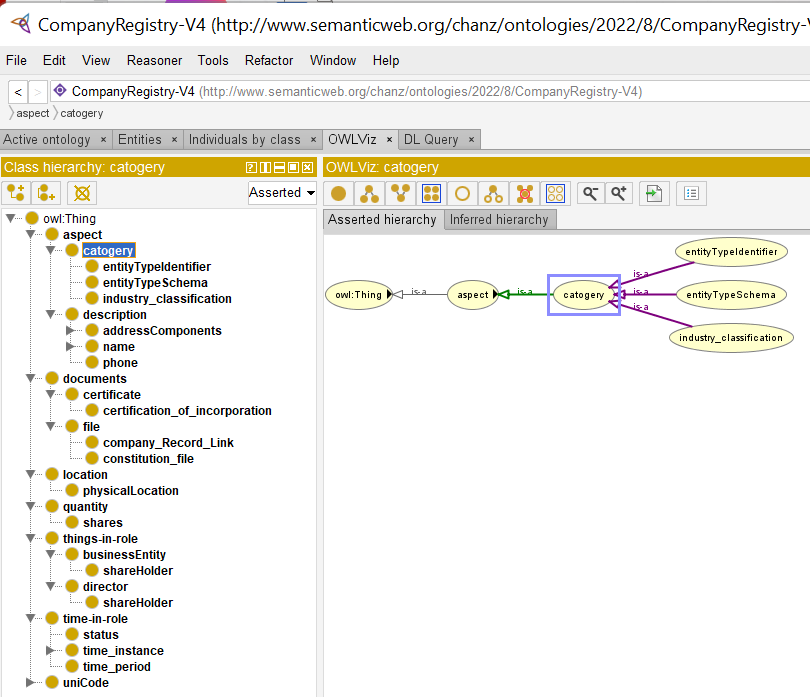 CompanyRegistry-V4 (http://www.semanticweb.org/chanz/ontologies/2022/8/CompanyRegistry-
File Edit View Reasoner Tools Refactor Window Help
< > CompanyRegistry-V4 (http://www.semanticweb.org/chanz/ontologies/2022/8/CompanyRegistry-V4)
aspect catogery
Active ontology × Entities × Individuals by class × OWLViz × DL Query ×
Class hierarchy: catogery
Asserted
owl:Thing
aspect
catogery
entityTypeIdentifier
entityTypeSchema
industry_classification
description
addressComponents
name
phone
documents
certificate
certification_of_incorporation
file
company_Record_Link
constitution_file
location
physicalLocation
quantity
shares
things-in-role
businessEntity
shareHolder
director
shareHolder
time-in-role
status
time_instance
time_period
uniCode
OWLViz: catogery
Asserted hierarchy Inferred hierarchy
entityTypeIdentifier
is-a
owl:Thing is-a aspect is-a catogery is-a entityTypeSchema
is-a
industry_classification